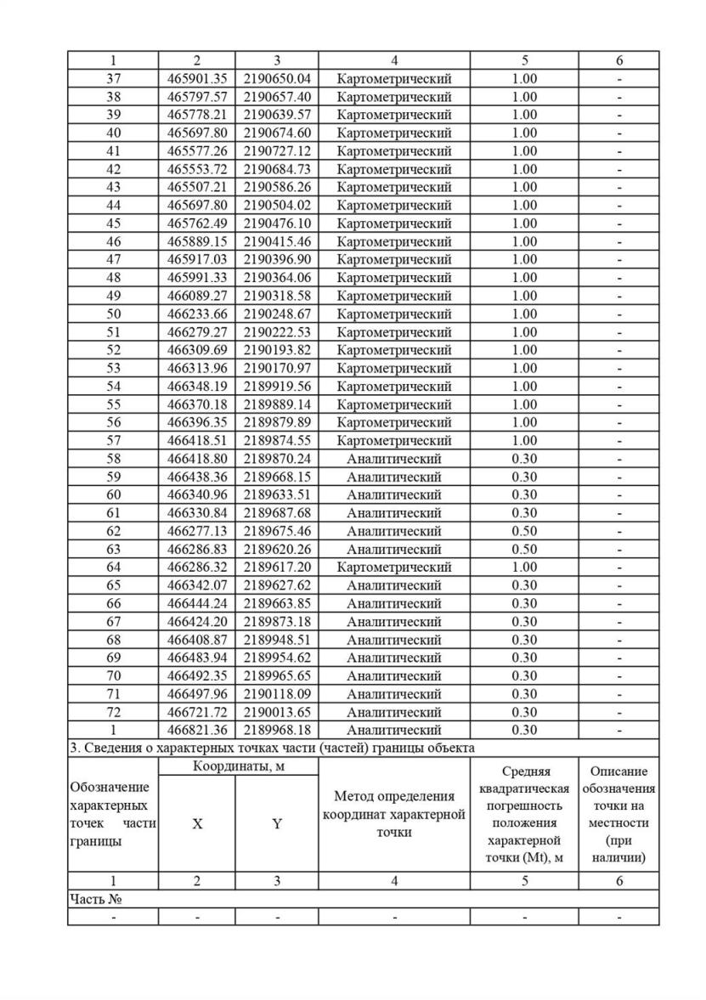 1 2 3 4 5 6
37 465901.35 2190650.04 Картометрический 1.00 -
38 465797.57 2190657.40 Картометрический 1.00 -
39 465778.21 2190639.57 Картометрический 1.00 -
40 465697.80 2190674.60 Картометрический 1.00 -
41 465577.26 2190727.12 Картометрический 1.00 -
42 465553.72 2190684.73 Картометрический 1.00 -
43 465507.21 2190586.26 Картометрический 1.00 -
44 465697.80 2190504.02 Картометрический 1.00 -
45 465762.49 2190476.10 Картометрический 1.00 -
46 465889.15 2190415.46 Картометрический 1.00 -
47 465917.03 2190396.90 Картометрический 1.00 -
48 465991.33 2190364.06 Картометрический 1.00 -
49 466089.27 2190318.58 Картометрический 1.00 -
50 466233.66 2190248.67 Картометрический 1.00 -
51 466279.27 2190222.53 Картометрический 1.00 -
52 466309.69 2190193.82 Картометрический 1.00 -
53 466313.96 2190170.97 Картометрический 1.00 -
54 466348.19 2189919.56 Картометрический 1.00 -
55 466370.18 2189889.14 Картометрический 1.00 -
56 466396.35 2189879.89 Картометрический 1.00 -
57 466418.51 2189874.55 Картометрический 1.00 -
58 466418.80 2189870.24 Аналитический 0.30 -
59 466438.36 2189668.15 Аналитический 0.30 -
60 466340.96 2189633.51 Аналитический 0.30 -
61 466330.84 2189687.68 Аналитический 0.30 -
62 466277.13 2189675.46 Аналитический 0.50 -
63 466286.83 2189620.26 Аналитический 0.50 -
64 466286.32 2189617.20 Картометрический 1.00 -
65 466342.07 2189627.62 Аналитический 0.30 -
66 466444.24 2189663.85 Аналитический 0.30 -
67 466424.20 2189873.18 Аналитический 0.30 -
68 466408.87 2189948.51 Аналитический 0.30 -
69 466483.94 2189954.62 Аналитический 0.30 -
70 466492.35 2189965.65 Аналитический 0.30 -
71 466497.96 2190118.09 Аналитический 0.30 -
72 466721.72 2190013.65 Аналитический 0.30 -
1 466821.36 2189968.18 Аналитический 0.30 -
3. Сведения о характерных точках части (частей) границы объекта
Обозначение
характерных
точек части
границы
Координаты, м
X Y
Метод определения
координат характерной
точки
Средняя
квадратическая
погрешность
положения
характерной
точки (Mt), м
Описание
обозначения
точки на
местности
(при
наличии)
1 2 3 4 5 6
Часть №
- - - - - -